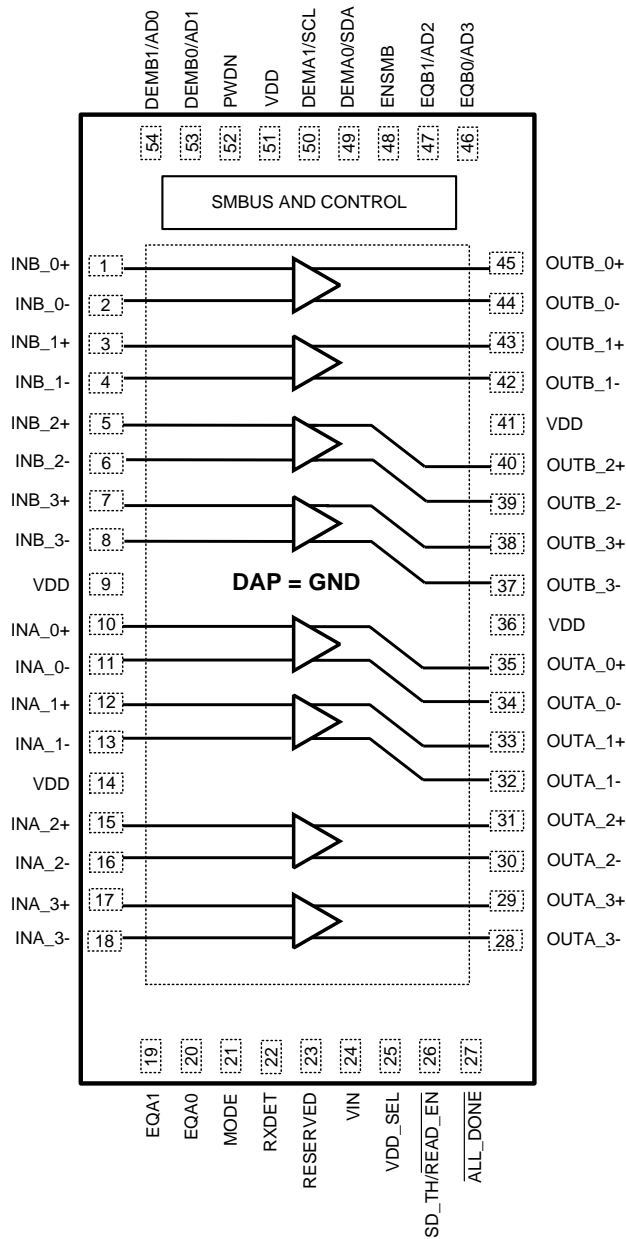 DEMB1/AD0
DEMB0/AD1
PWDN
VDD
DEMA1/SCL
DEMA0/SDA
ENSMB
EQB1/AD2
EQB0/AD3
54
53
52
51
50
49
48
47
46
SMBUS AND CONTROL
INB_0+ 1 45 OUTB_0+
INB_0- 2 44 OUTB_0-
INB_1+ 3 43 OUTB_1+
INB_1- 4 42 OUTB_1-
INB_2+ 5 41 VDD
INB_2- 6 40 OUTB_2+
INB_3+ 7 39 OUTB_2-
INB_3- 8 38 OUTB_3+
VDD 9 DAP = GND 37 OUTB_3-
INA_0+ 10 36 VDD
INA_0- 11 35 OUTA_0+
INA_1+ 12 34 OUTA_0-
INA_1- 13 33 OUTA_1+
VDD 14 32 OUTA_1-
INA_2+ 15 31 OUTA_2+
INA_2- 16 30 OUTA_2-
INA_3+ 17 29 OUTA_3+
INA_3- 18 28 OUTA_3-
19
20
21
22
23
24
25
26
27
EQA1
EQA0
MODE
RXDET
RESERVED
VIN
VDD_SEL
SD_TH/READ_EN
ALL_DONE